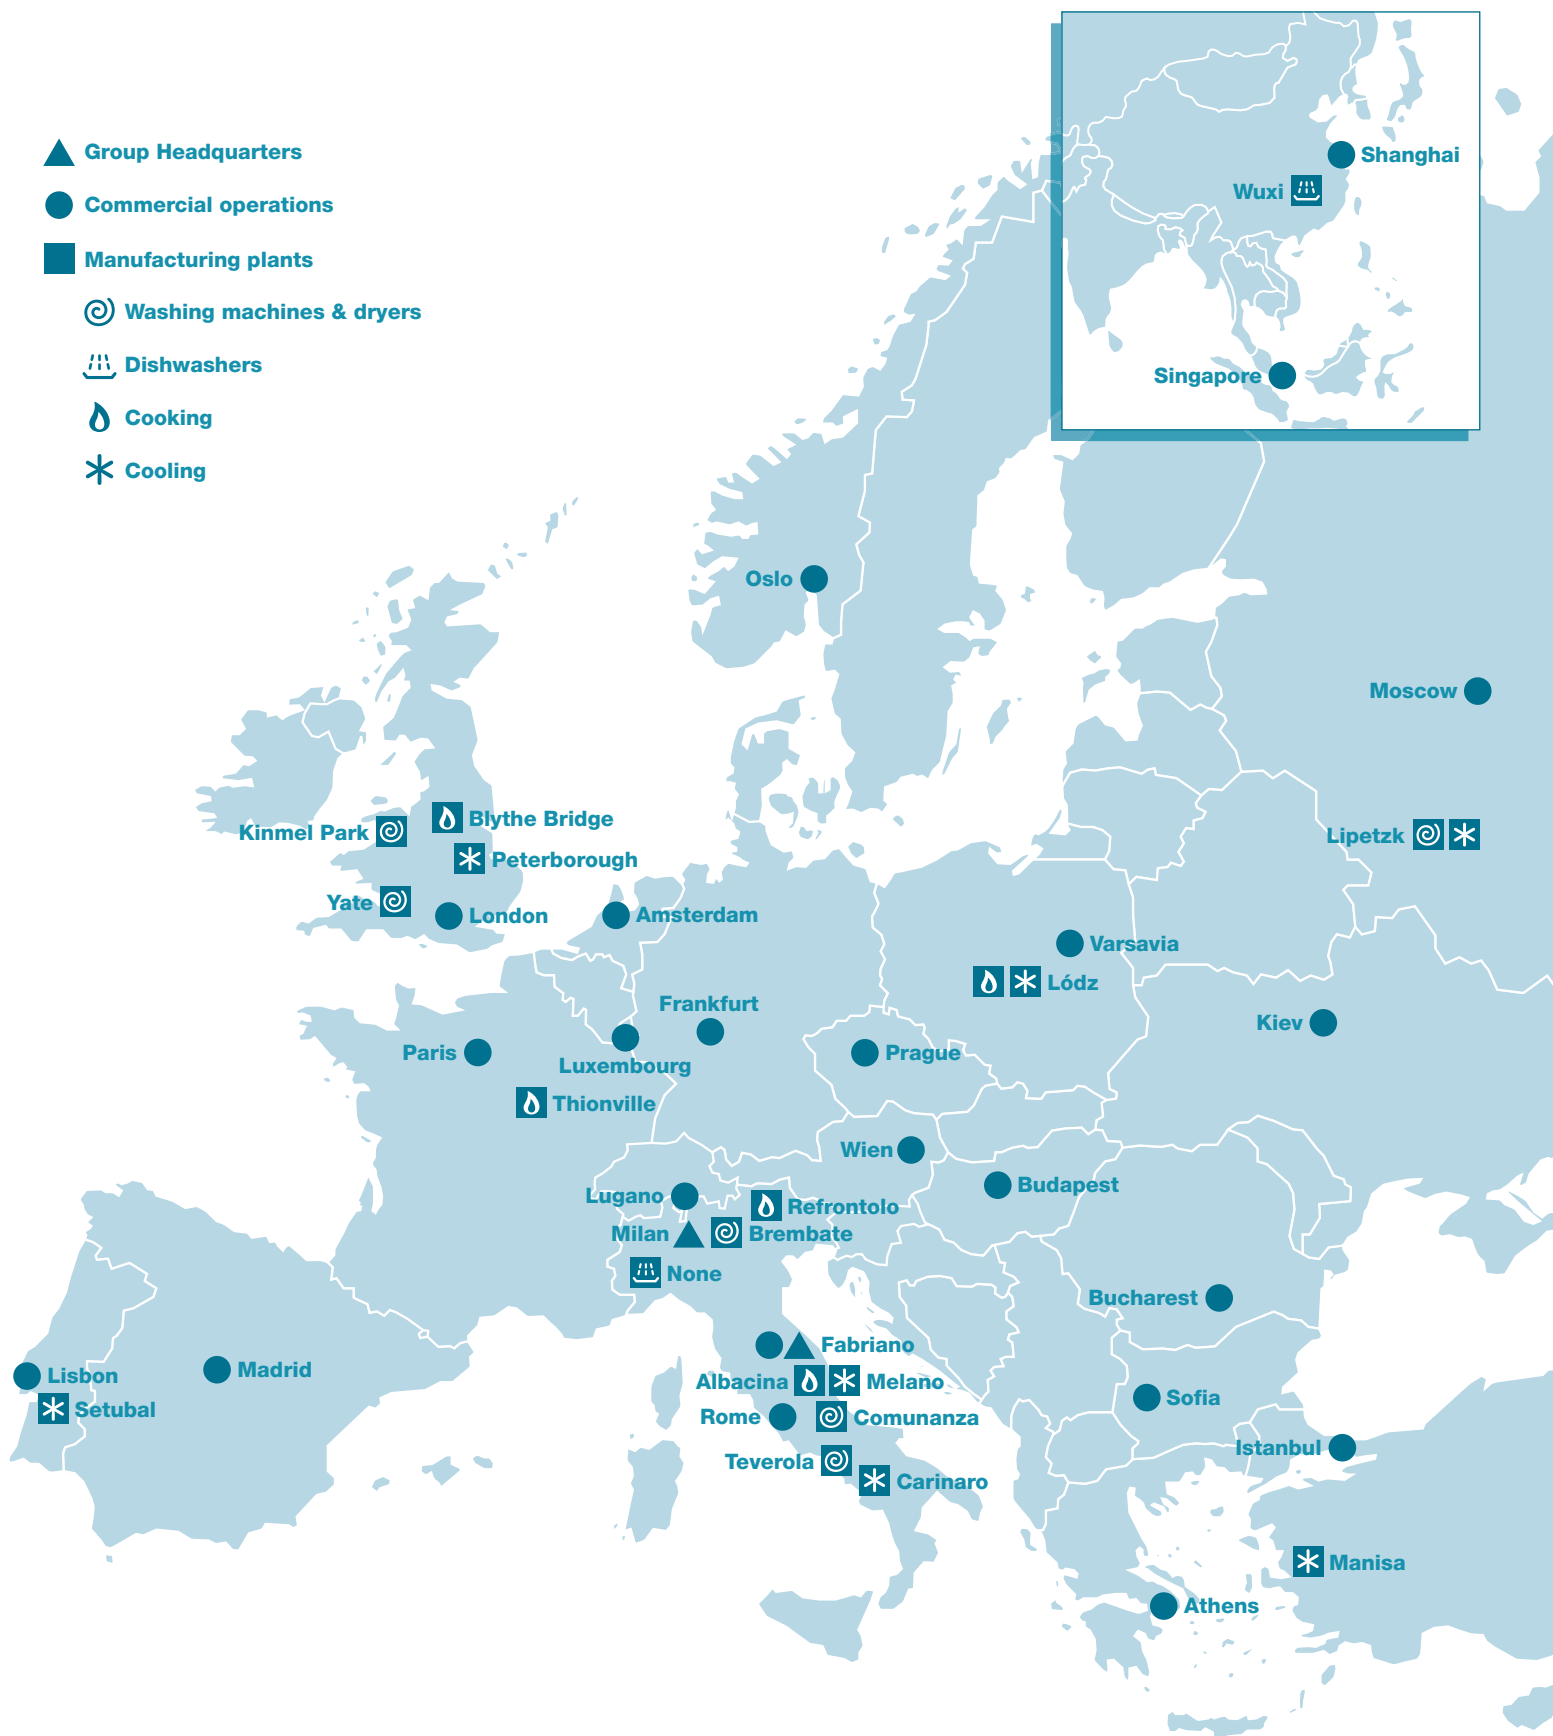 Group Headquarters
Commercial operations
Manufacturing plants
Washing machines & dryers
Dishwashers
Cooking
Cooling
Shanghai
Wuxi
Singapore
Oslo
Moscow
Blythe Bridge
Kinmel Park
Lipetzk
Peterborough
Yate
London
Amsterdam
Varsavia
Lódz
Frankfurt
Kiev
Paris
Prague
Luxembourg
Thionville
Wien
Budapest
Lugano
Refrontolo
Milan
Brembate
None
Bucharest
Fabriano
Madrid
Lisbon
Albacina
Melano
Sofia
Setubal
Rome
Comunanza
Istanbul
Teverola
Carinaro
Manisa
Athens